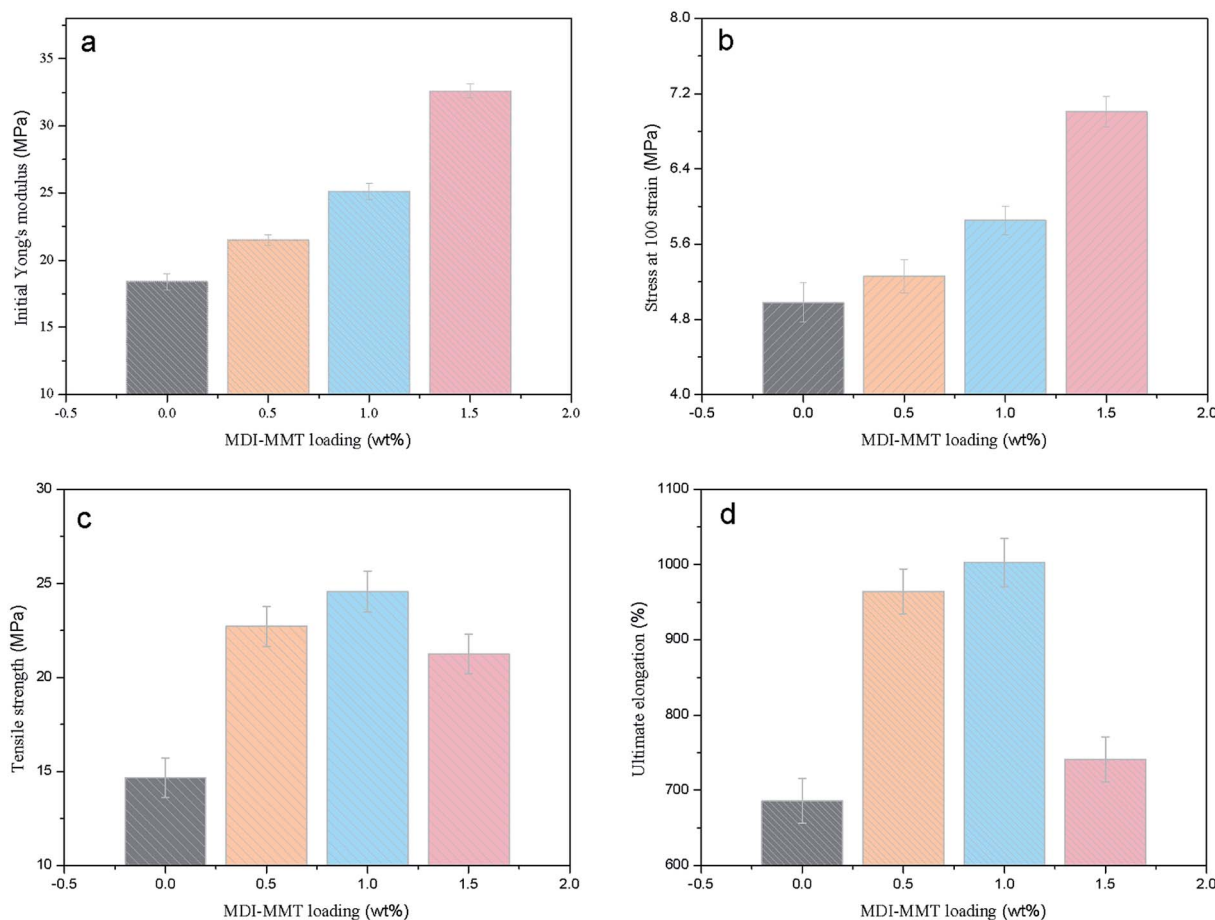 a
Initial Yong's modulus (MPa)
35
30
25
20
15
10
-0.5 0.0 0.5 1.0 1.5 2.0
MDI-MMT loading (wt%)
b
Stress at 100 strain (MPa)
8.0
7.2
6.4
5.6
4.8
4.0
-0.5 0.0 0.5 1.0 1.5 2.0
MDI-MMT loading (wt%)
c
Tensile strength (MPa)
30
25
20
15
10
-0.5 0.0 0.5 1.0 1.5 2.0
MDI-MMT loading (wt%)
d
Ultimate elongation (%)
1100
1000
900
800
700
600
-0.5 0.0 0.5 1.0 1.5 2.0
MDI-MMT loading (wt%)